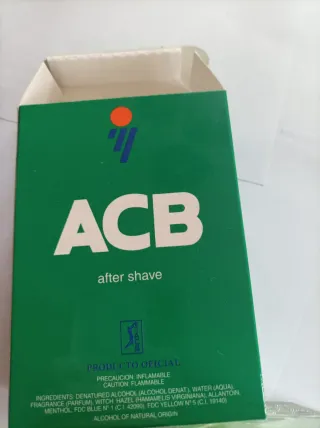 ACB
after shave
PRODUCTO OFICIAL
PRECAUCION: INFLAMABLE
CAUTION: FLAMMABLE
INGREDIENTS: DENATURED ALCOHOL (ALCOHOL DENAT.), WATER (AQUA),
FRAGRANCE (PARFUM), WITCH HAZEL (HAMAMELIS VIRGINIANA), ALLANTOIN,
MENTHOL, FDC BLUE Nº 1 (C.I. 42090), FDC YELLOW Nº 5 (C.I. 19140)
ALCOHOL OF NATURAL ORIGIN